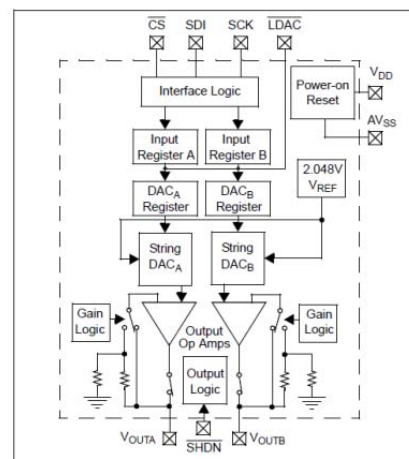 CS SDI SCK LDAC
Interface Logic
Power-on
Reset
VDD
AVSS
Input
Register A
Input
Register B
DACA
Register
DACB
Register
2.048V
VREF
String
DACA
String
DACB
Gain
Logic
Output
Op Amps
Gain
Logic
Output
Logic
VOUTA
SHDN
VOUTB